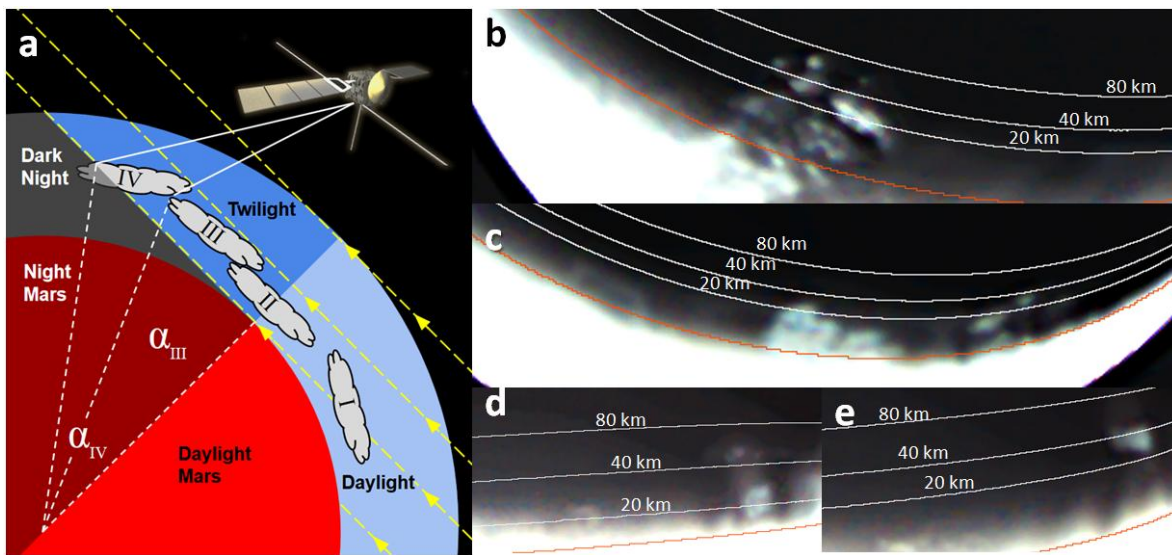 a
Dark
Night
IV
Twilight
III
Night
Mars
II
αIII
I
αIV
Daylight
Mars
Daylight
b
80 km
40 km
20 km
c
80 km
40 km
20 km
d
80 km
40 km
20 km
e
80 km
40 km
20 km